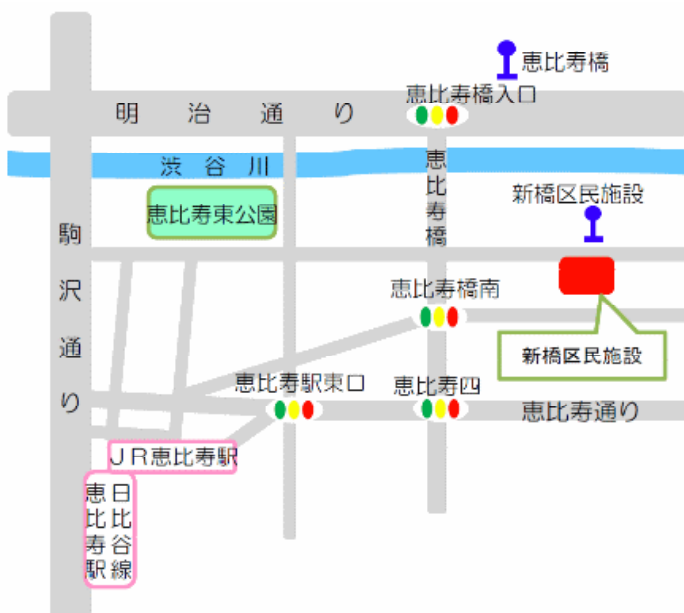 恵比寿橋
恵比寿橋入口
明治通り
渋谷川
恵比寿橋
新橋区民施設
恵比寿東公園
駒沢通り
恵比寿橋南
新橋区民施設
恵比寿駅東口
恵比寿四
恵比寿通り
JR恵比寿駅
日比谷線
恵比寿駅